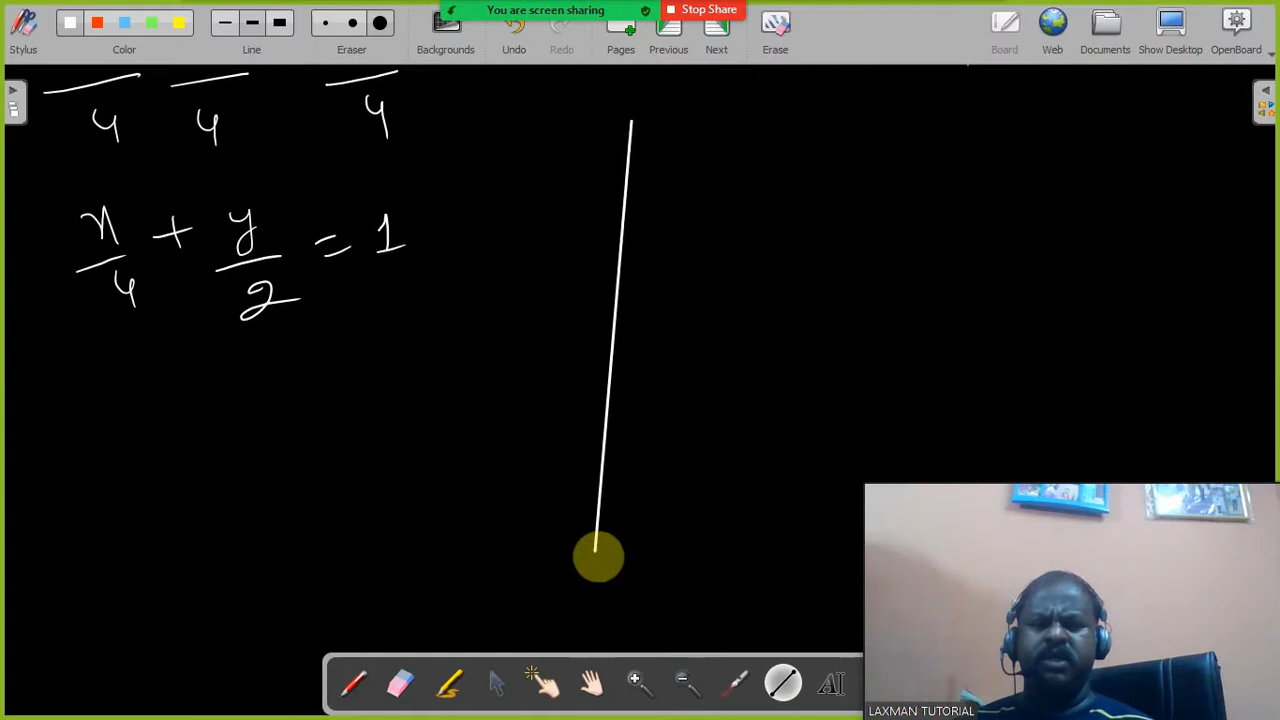 You are screen sharing Stop Share
Stylus Color Line Eraser Backgrounds Undo Redo Pages Previous Next Erase Board Web Documents Show Desktop OpenBoard
4 4 4
x/4 + y/2 = 1
AI
LAXMAN TUTORIAL